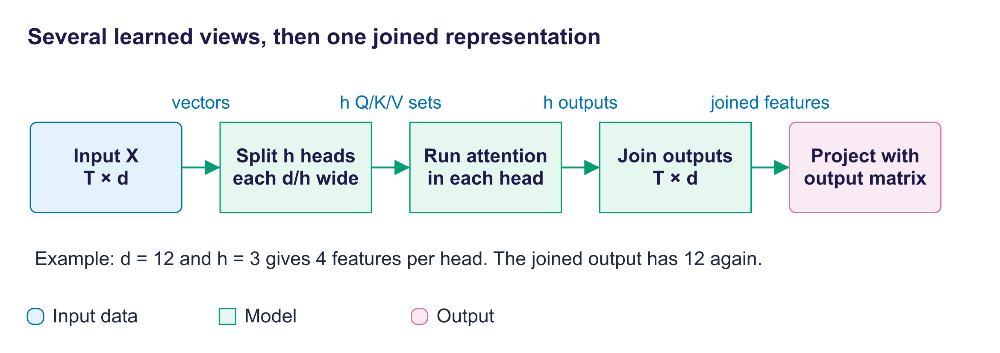 Several learned views, then one joined representation
vectors
h Q/K/V sets
h outputs
joined features
Input X
T × d
Split h heads
each d/h wide
Run attention
in each head
Join outputs
T × d
Project with
output matrix
Example: d = 12 and h = 3 gives 4 features per head. The joined output has 12 again.
Input data
Model
Output